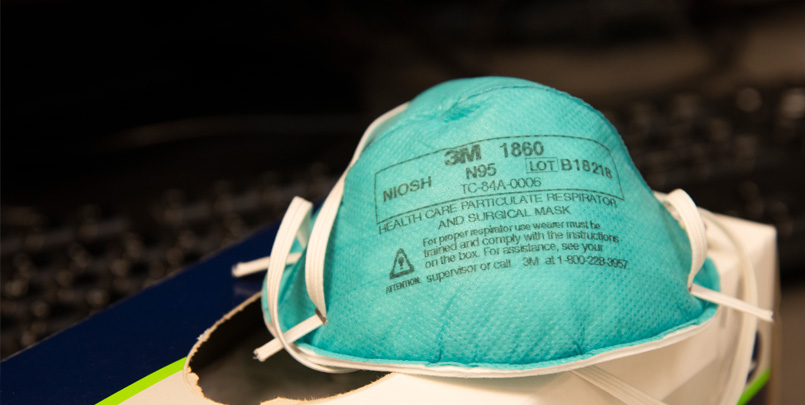 3M 1860
NIOSH N95 LOT B18218
TC-84A-0006
HEALTH CARE PARTICULATE RESPIRATOR
AND SURGICAL MASK
For proper respirator use wearer must be
trained and comply with the instructions
on the box. For assistance, see your
supervisor or call 3M at 1-800-228-3957
ATTENTION